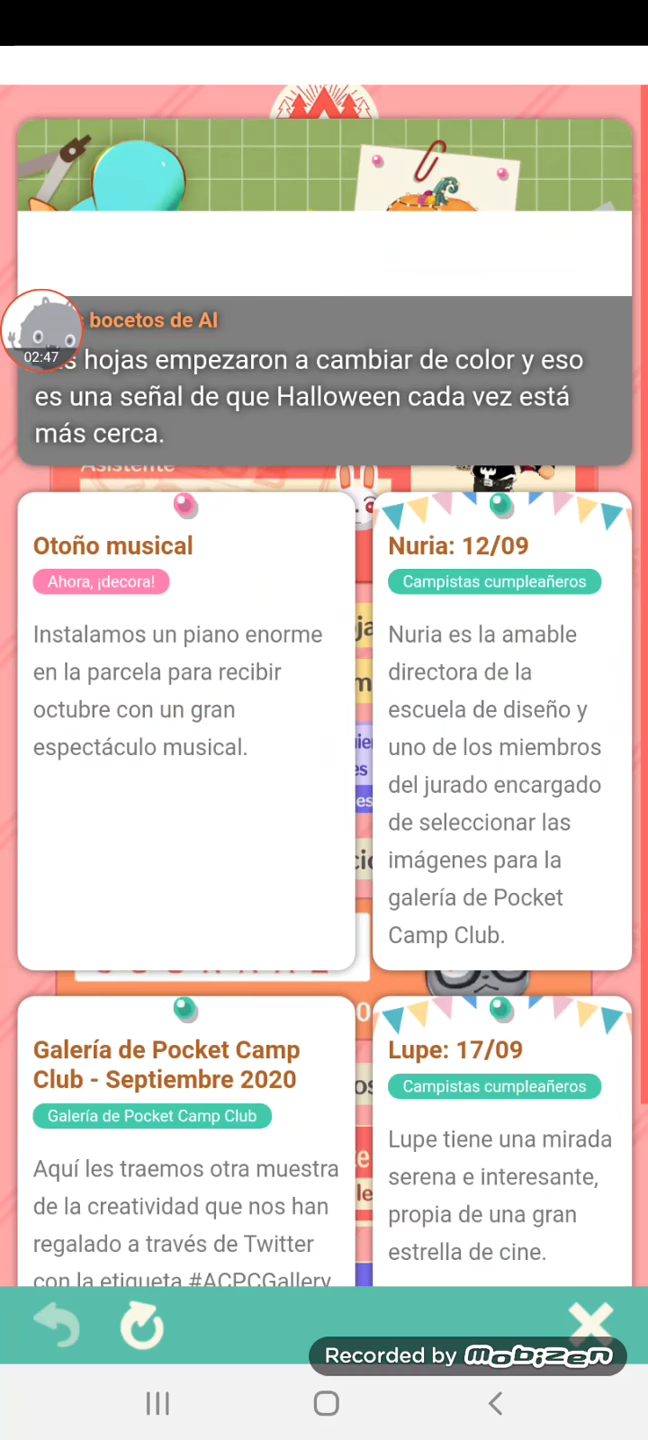 bocetos de Al
hojas empezaron a cambiar de color y eso
es una señal de que Halloween cada vez está
más cerca.
02:47
Asistente
Otoño musical
Ahora, ¡decora!
Instalamos un piano enorme
en la parcela para recibir
octubre con un gran
espectáculo musical.
Nuria: 12/09
Campistas cumpleañeros
Nuria es la amable
directora de la
escuela de diseño y
uno de los miembros
del jurado encargado
de seleccionar las
imágenes para la
galería de Pocket
Camp Club.
Galería de Pocket Camp
Club - Septiembre 2020
Galería de Pocket Camp Club
Aquí les traemos otra muestra
de la creatividad que nos han
regalado a través de Twitter
con la etiqueta #ACPCGallery
Lupe: 17/09
Campistas cumpleañeros
Lupe tiene una mirada
serena e interesante,
propia de una gran
estrella de cine.
Recorded by Mobizen